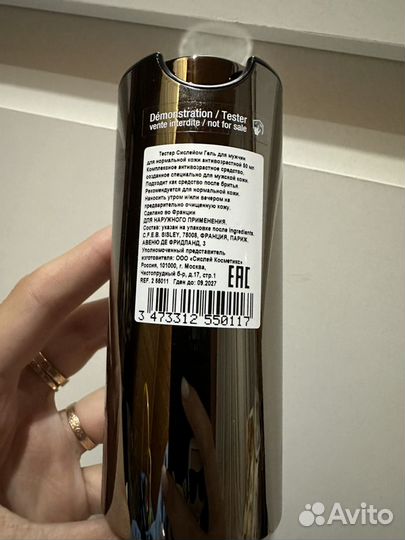 Démonstration / Tester
vente interdite / not for sale
Тестер Сислейом Гель для мужчин
для нормальной кожи антивозрастной 50 мл
Комплексное антивозрастное средство,
созданное специально для мужской кожи.
Подходит как средство после бритья.
Рекомендуется для нормальной кожи.
Наносить утром и/или вечером на
предварительно очищенную кожу.
Сделано во Франции
ДЛЯ НАРУЖНОГО ПРИМЕНЕНИЯ.
Состав: указан на упаковке после Ingredients.
C.F.E.B. SISLEY, 75008, ФРАНЦИЯ, ПАРИЖ,
АВЕНЮ ДЕ ФРИДЛАНД, 3
Уполномоченный представитель
изготовителя: ООО «Сислей Косметикс»
Россия, 101000, г. Москва,
Чистопрудный б-р, д.17, стр.1
REF. 2 55011 Годен до: 09.2027
EAC
3 473312 550117
Avito